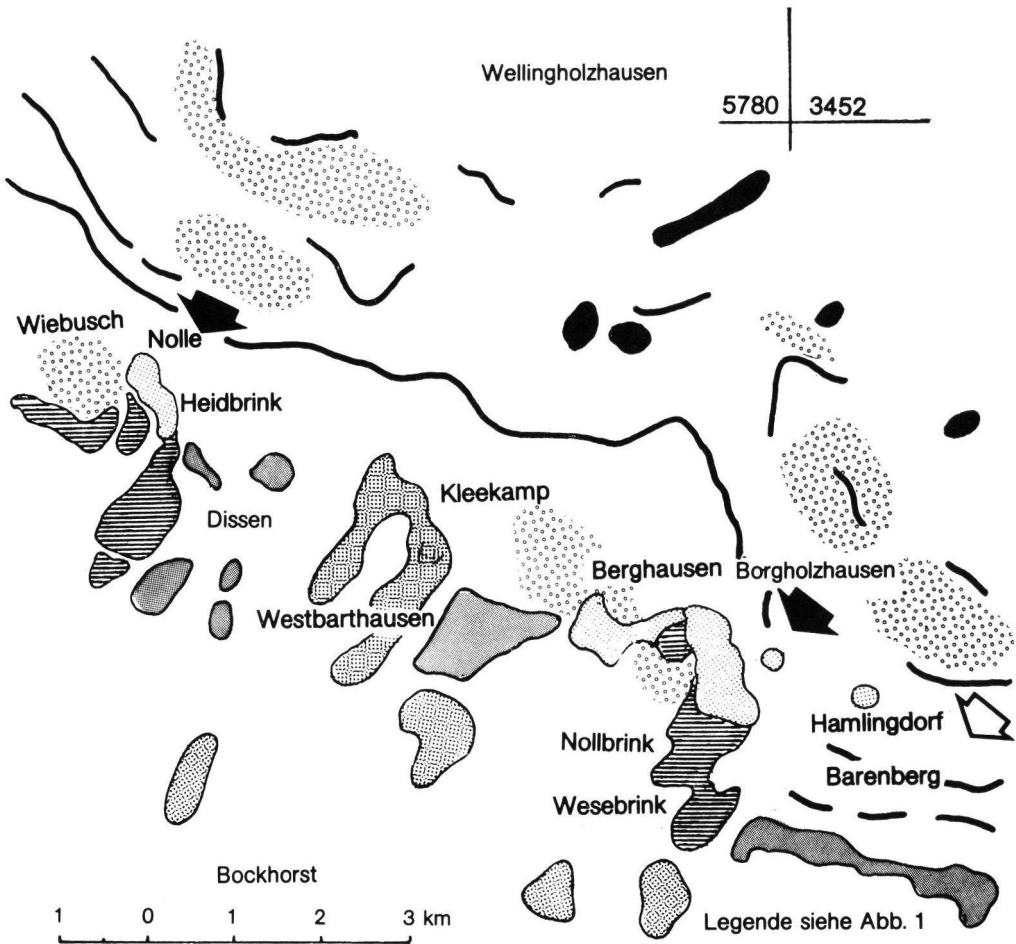 Wellingholzhausen
5780 3452
Wiebusch
Nolle
Heidbrink
Kleekamp
Dissen
Berghausen
Borgholzhausen
Westbarthausen
Hamlingdorf
Nollbrink
Barenberg
Wesebrink
Bockhorst
1 0 1 2 3 km
Legende siehe Abb. 1